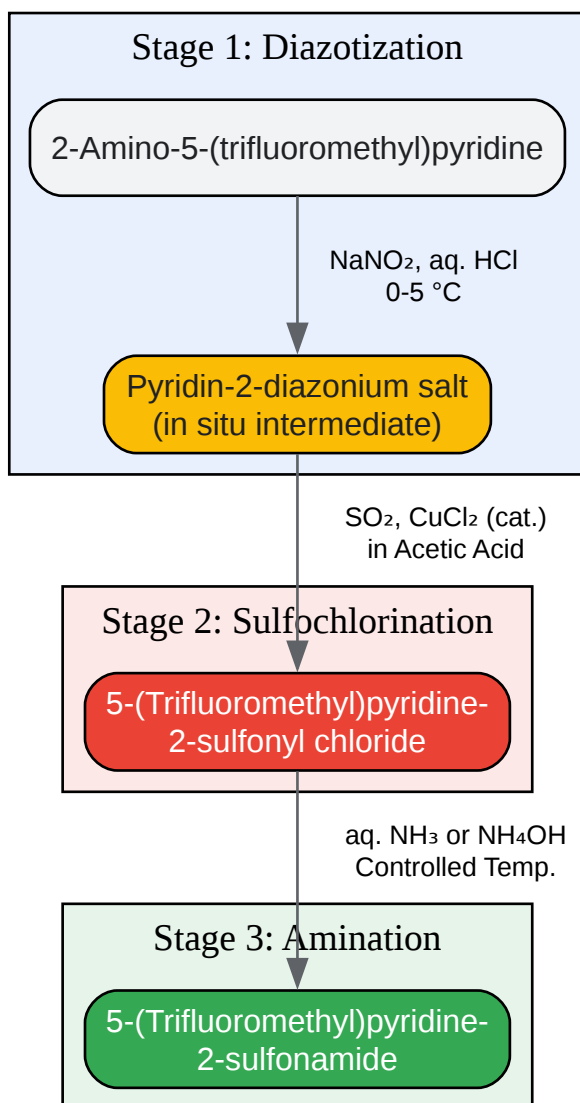 Stage 1: Diazotization
2-Amino-5-(trifluoromethyl)pyridine
NaNO₂, aq. HCl
0-5 °C
Pyridin-2-diazonium salt
(in situ intermediate)
SO₂, CuCl₂ (cat.)
in Acetic Acid
Stage 2: Sulfochlorination
5-(Trifluoromethyl)pyridine-
2-sulfonyl chloride
aq. NH₃ or NH₄OH
Controlled Temp.
Stage 3: Amination
5-(Trifluoromethyl)pyridine-
2-sulfonamide